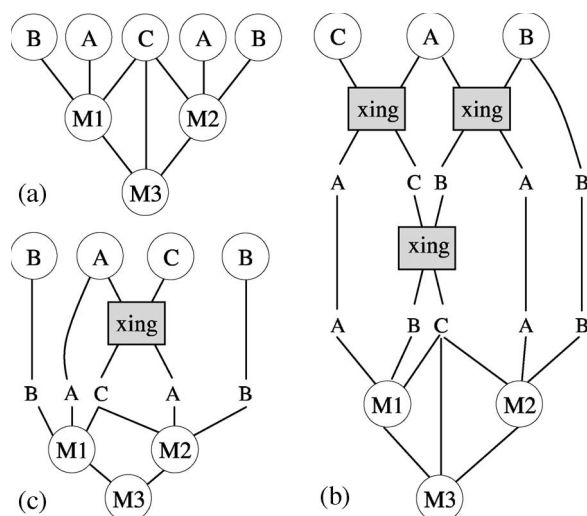 B A C A B
M1 M2
M3
(a)
B A C B
xing
B A C A B
M1 M2
M3
(c)
C A B
xing xing
A C B A B
xing
A B C A B
M1 M2
M3
(b)